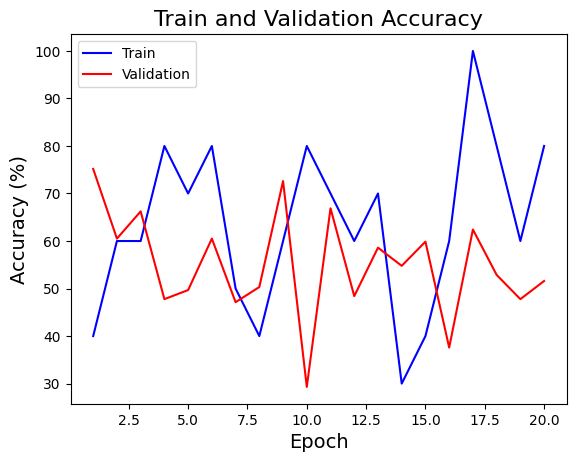 Train and Validation Accuracy
Train
Validation
Accuracy (%)
100
90
80
70
60
50
40
30
2.5 5.0 7.5 10.0 12.5 15.0 17.5 20.0
Epoch